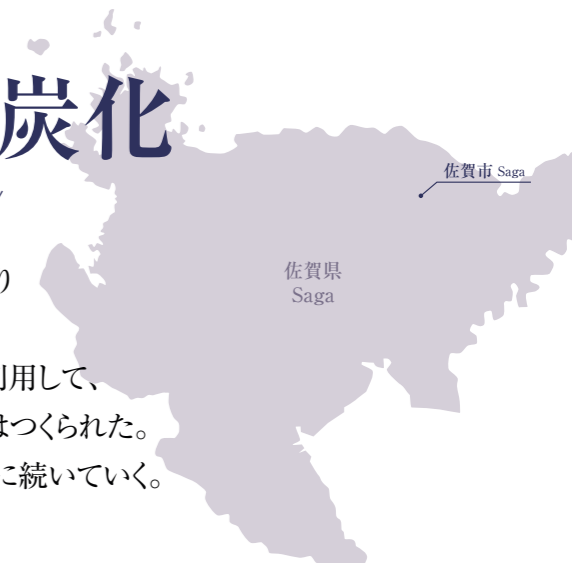 炭化
佐賀市 Saga
佐賀県
Saga
り
用して、
はつくられた。
に続いていく。